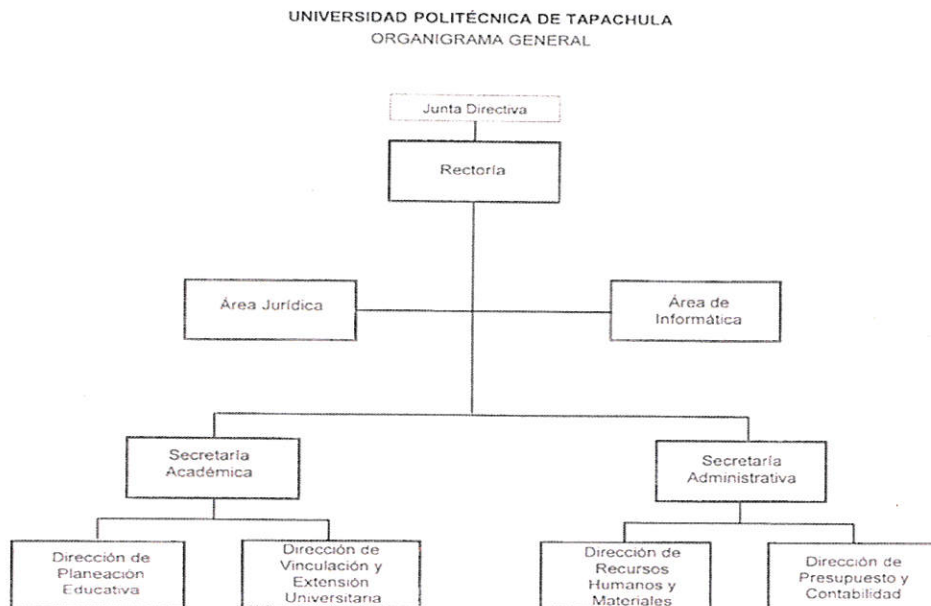 UNIVERSIDAD POLITÉCNICA DE TAPACHULA
ORGANIGRAMA GENERAL
Junta Directiva
Rectoría
Área Jurídica
Área de
Informática
Secretaría
Académica
Secretaría
Administrativa
Dirección de
Planeación
Educativa
Dirección de
Vinculación y
Extensión
Universitaria
Dirección de
Recursos
Humanos y
Materiales
Dirección de
Presupuesto y
Contabilidad